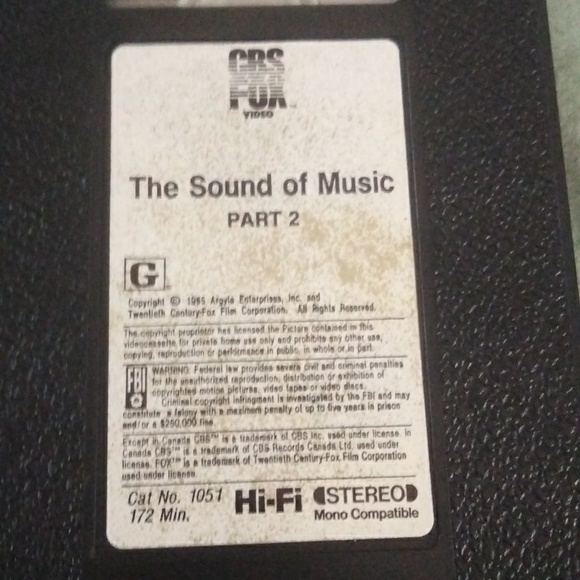 CBS
FOX™
VIDEO
The Sound of Music
PART 2
G
Copyright © 1965 Argyle Enterprises, Inc. and
Twentieth Century-Fox Film Corporation. All Rights Reserved.
The copyright proprietor has licensed the Picture contained in this
videocassette for private home use only and prohibits any other use,
copying, reproduction or performance in public, in whole or in part.
FBI
WARNING: Federal law provides severe civil and criminal penalties
for the unauthorized reproduction, distribution or exhibition of
copyrighted motion pictures, video tapes or video discs.
Criminal copyright infringment is investigated by the FBI and may
constitute a felony with a maximum penalty of up to five years in prison
and/or a $250,000 fine.
Except in Canada CBS™ is a trademark of CBS Inc. used under license. In
Canada CBS™ is a trademark of CBS Records Canada Ltd. used under
license. FOX™ is a trademark of Twentieth Century-Fox Film Corporation
used under license.
Cat No. 1051
172 Min.
Hi-Fi
STEREO
Mono Compatible